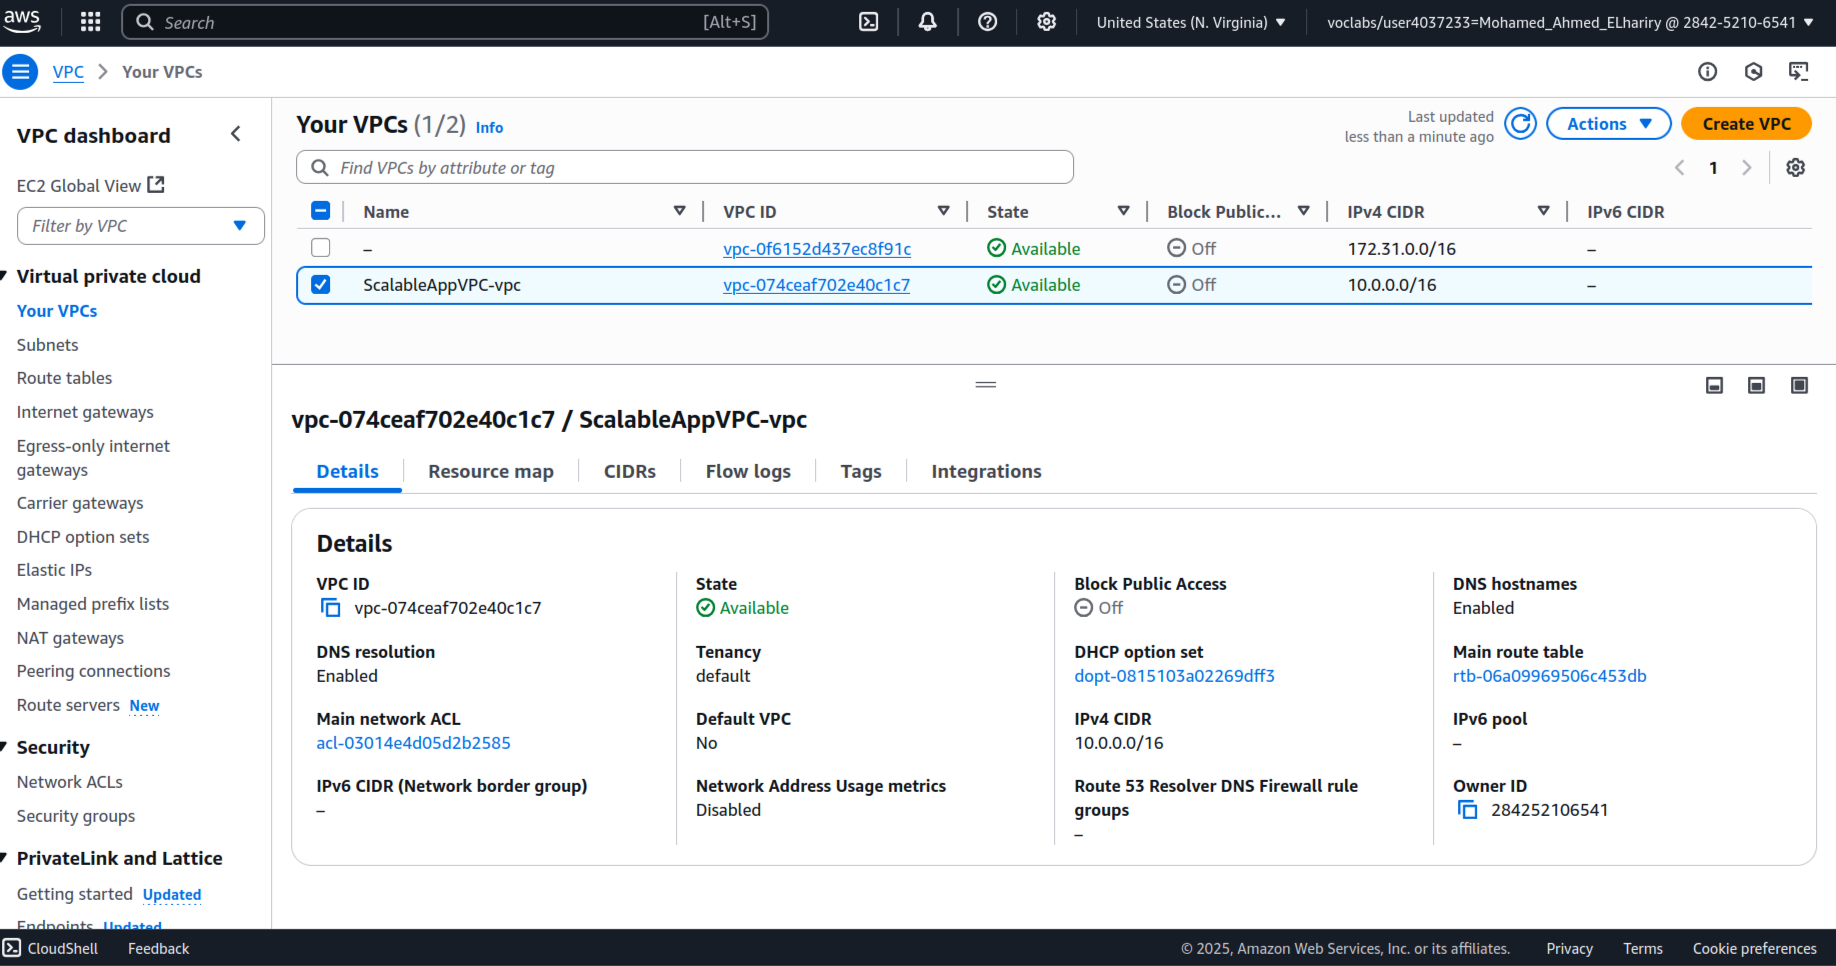 aws
Search [Alt+S]
United States (N. Virginia)
voclabs/user4037233=Mohamed_Ahmed_ELhariry @ 2842-5210-6541
VPC
Your VPCs
VPC dashboard
EC2 Global View
Filter by VPC
Virtual private cloud
Your VPCs
Subnets
Route tables
Internet gateways
Egress-only internet
gateways
Carrier gateways
DHCP option sets
Elastic IPs
Managed prefix lists
NAT gateways
Peering connections
Route servers New
Security
Network ACLs
Security groups
PrivateLink and Lattice
Getting started Updated
Endpoints Updated
Your VPCs (1/2) Info
Last updated
less than a minute ago
Actions
Create VPC
Find VPCs by attribute or tag
1
Name VPC ID State Block Public... IPv4 CIDR IPv6 CIDR
– vpc-0f6152d437ec8f91c Available Off 172.31.0.0/16 –
ScalableAppVPC-vpc vpc-074ceaf702e40c1c7 Available Off 10.0.0.0/16 –
vpc-074ceaf702e40c1c7 / ScalableAppVPC-vpc
Details Resource map CIDRs Flow logs Tags Integrations
Details
VPC ID
vpc-074ceaf702e40c1c7
State
Available
Block Public Access
Off
DNS hostnames
Enabled
DNS resolution
Enabled
Tenancy
default
DHCP option set
dopt-0815103a02269dff3
Main route table
rtb-06a09969506c453db
Main network ACL
acl-03014e4d05d2b2585
Default VPC
No
IPv4 CIDR
10.0.0.0/16
IPv6 pool
–
IPv6 CIDR (Network border group)
–
Network Address Usage metrics
Disabled
Route 53 Resolver DNS Firewall rule
groups
–
Owner ID
284252106541
CloudShell Feedback © 2025, Amazon Web Services, Inc. or its affiliates. Privacy Terms Cookie preferences